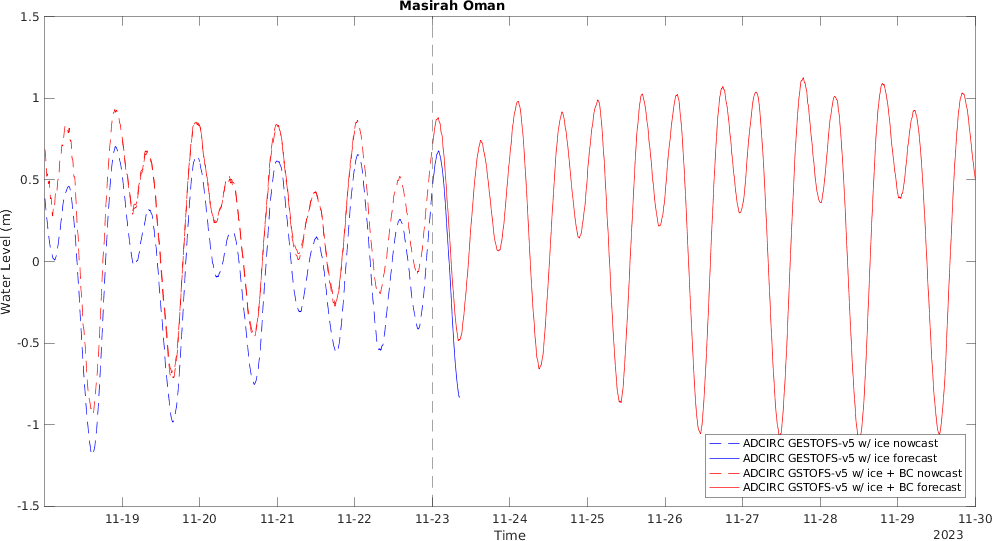 Masirah Oman
1.5
1
0.5
0
-0.5
-1
-1.5
Water Level (m)
11-19 11-20 11-21 11-22 11-23 11-24 11-25 11-26 11-27 11-28 11-29 11-30
Time
2023
ADCIRC GESTOFS-v5 w/ ice nowcast
ADCIRC GESTOFS-v5 w/ ice forecast
ADCIRC GSTOFS-v5 w/ ice + BC nowcast
ADCIRC GSTOFS-v5 w/ ice + BC forecast